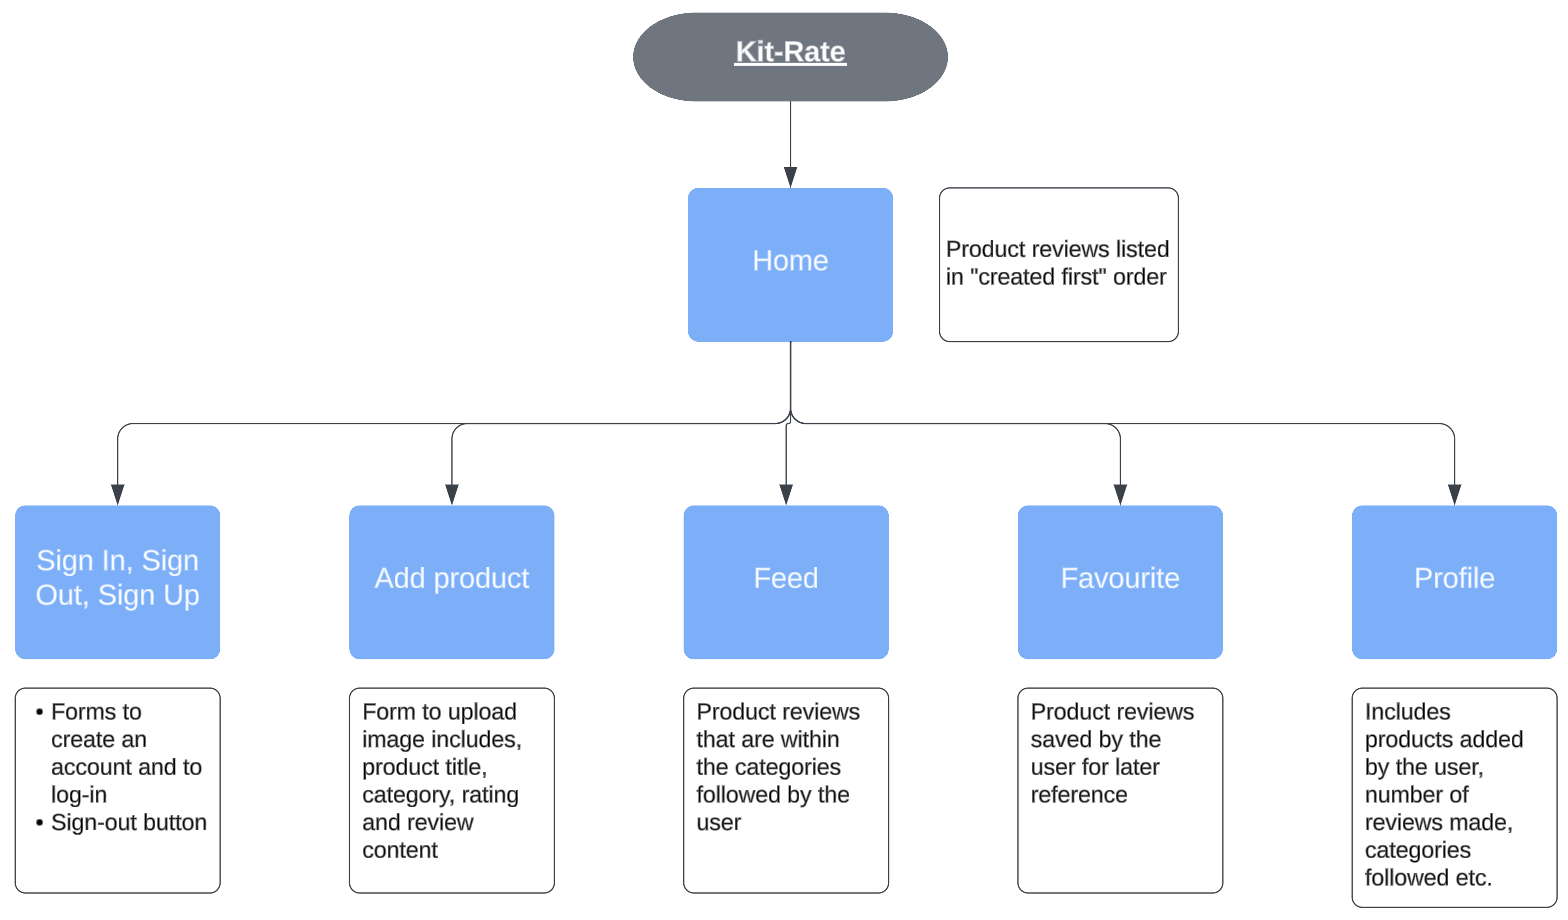 Kit-Rate
Home
Product reviews listed
in "created first" order
Sign In, Sign
Out, Sign Up
Add product
Feed
Favourite
Profile
• Forms to
create an
account and to
log-in
• Sign-out button
Form to upload
image includes,
product title,
category, rating
and review
content
Product reviews
that are within
the categories
followed by the
user
Product reviews
saved by the
user for later
reference
Includes
products added
by the user,
number of
reviews made,
categories
followed etc.